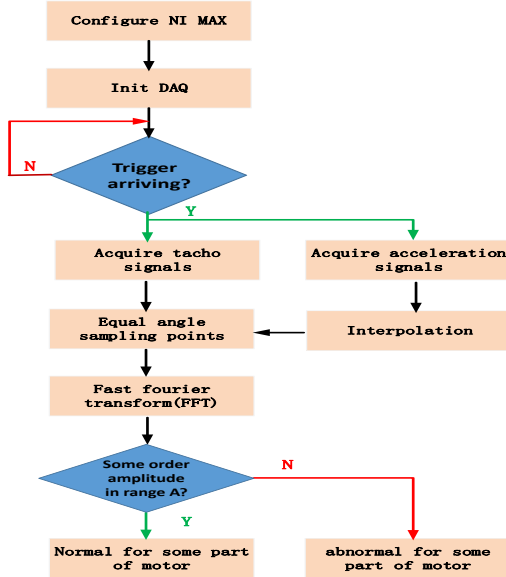 Configure NI MAX
Init DAQ
Trigger
arriving?
N
Y
Acquire tacho
signals
Acquire acceleration
signals
Equal angle
sampling points
Interpolation
Fast fourier
transform(FFT)
Some order
amplitude
in range A?
N
Y
Normal for some part
of motor
abnormal for some
part of motor